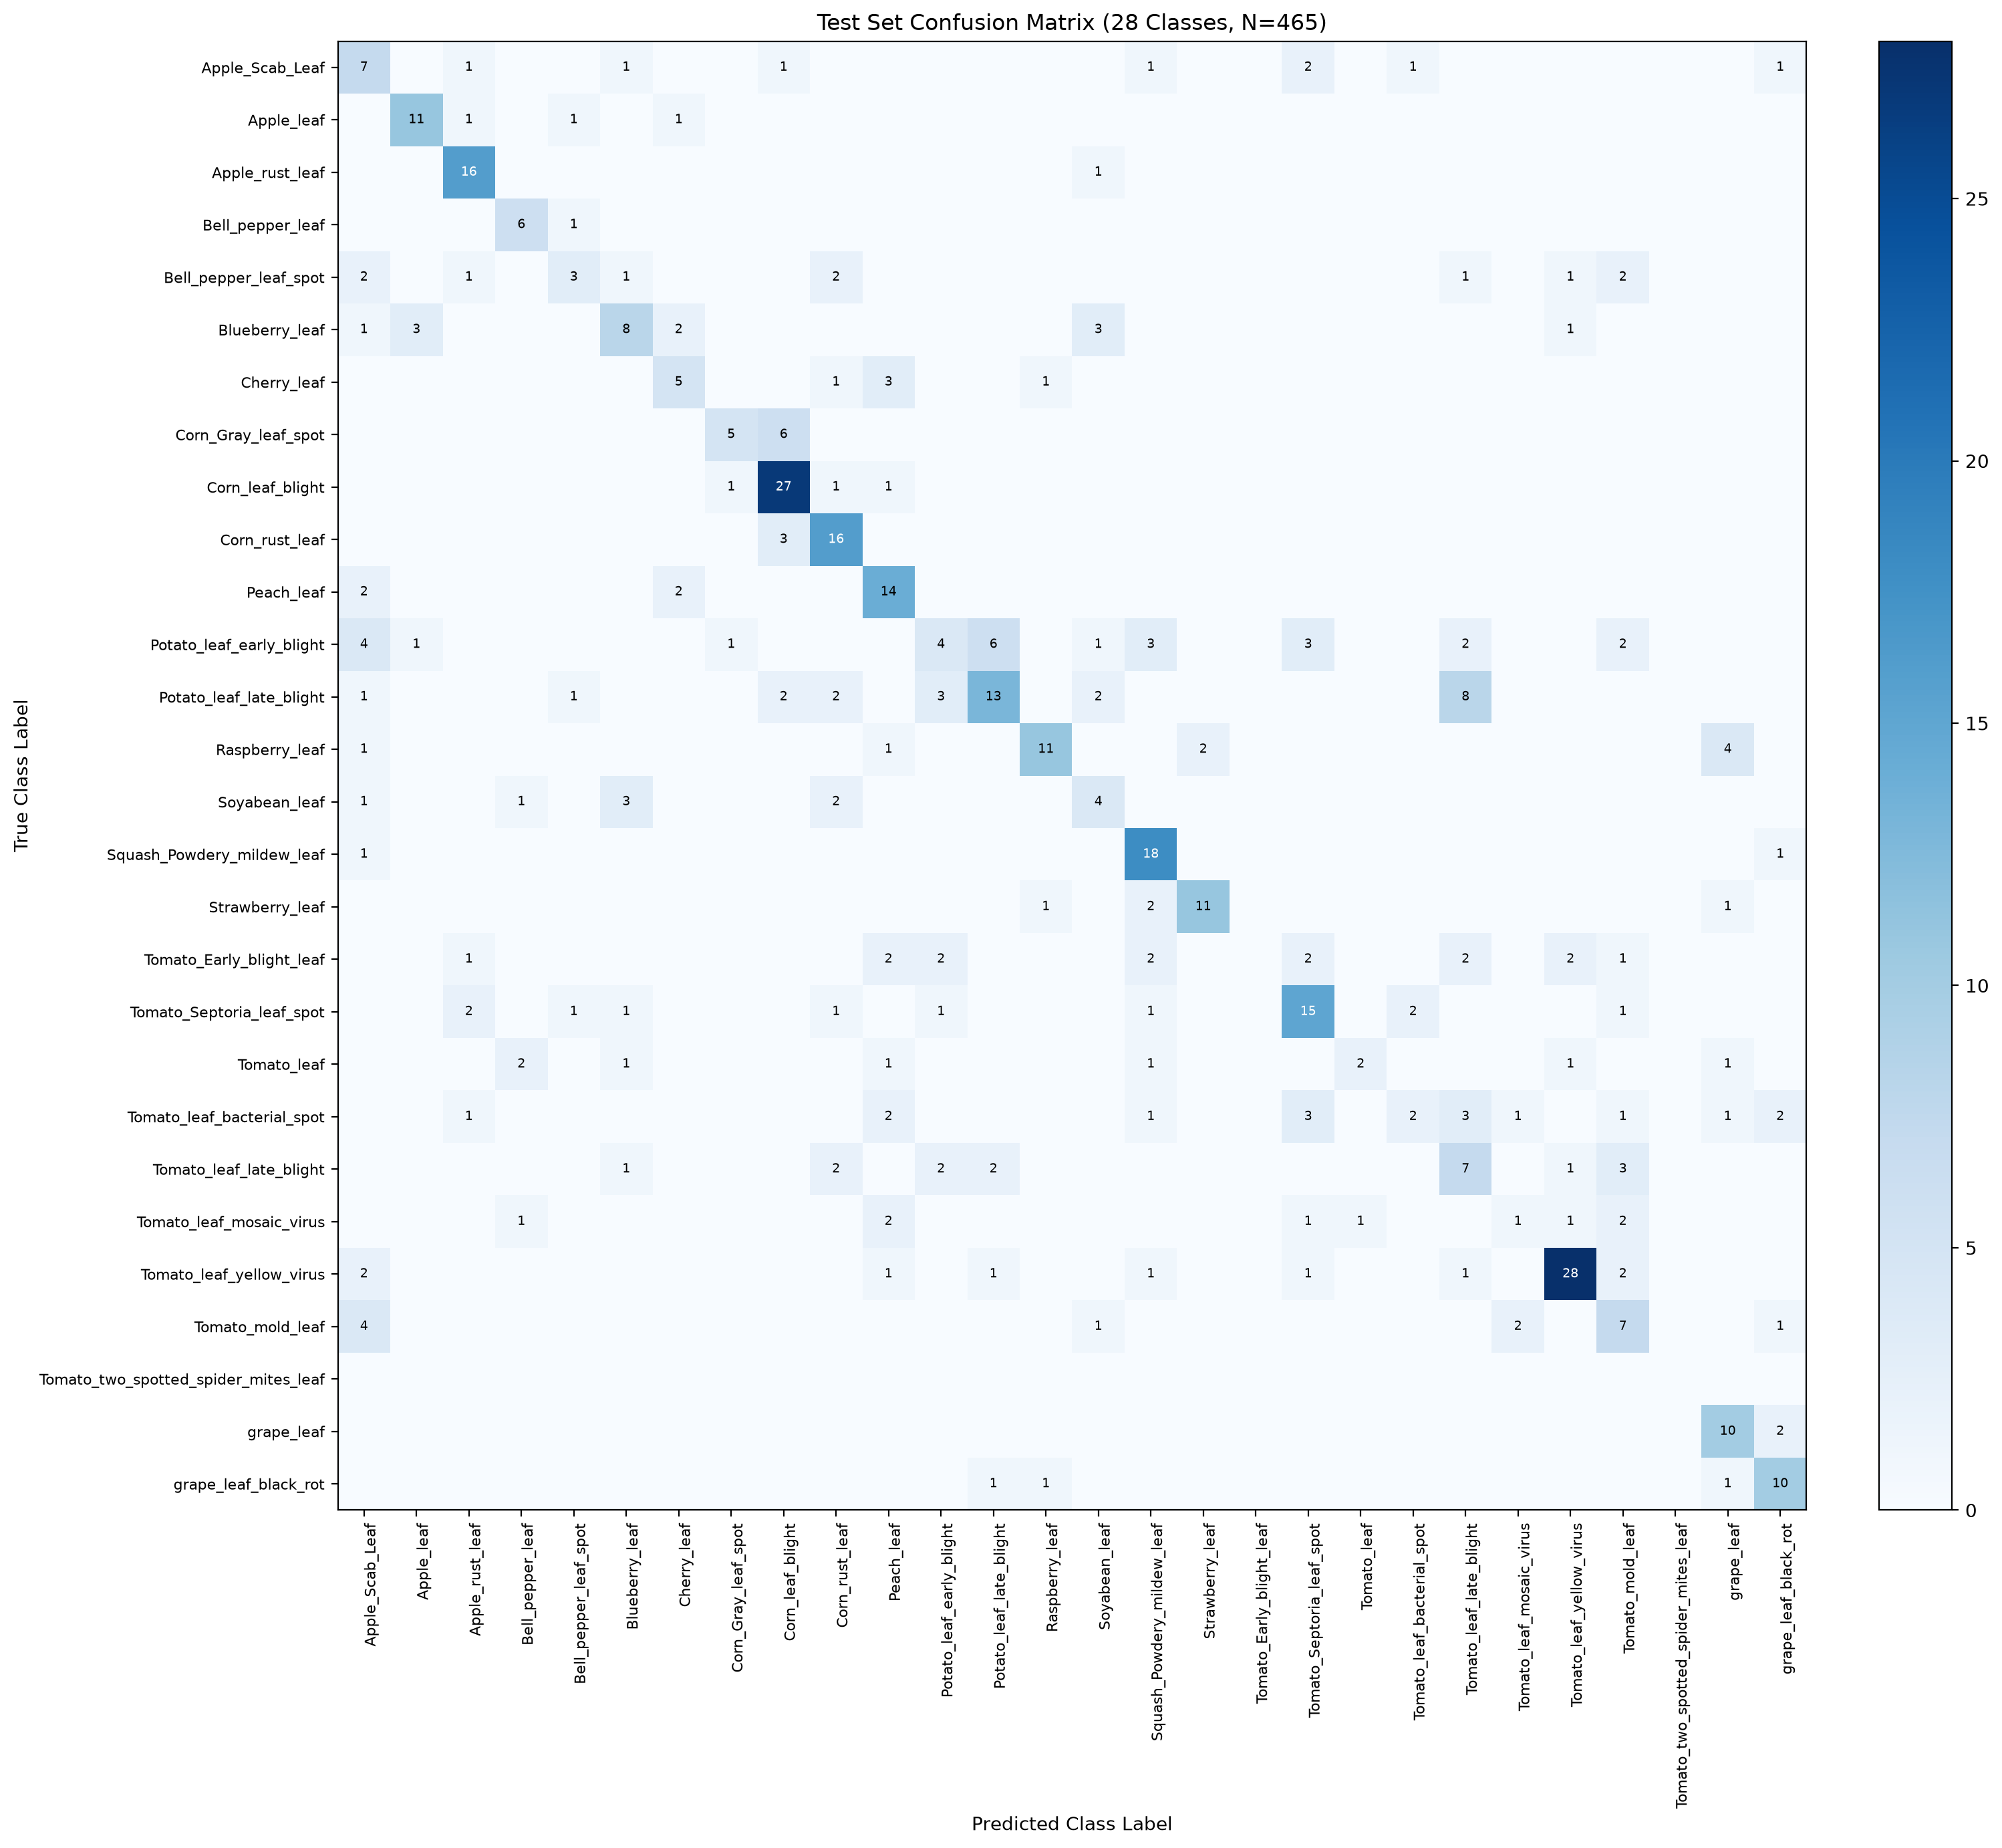 Test Set Confusion Matrix (28 Classes, N=465)
Apple_Scab_Leaf 7 1 1 1 1 2 1 1
Apple_leaf 11 1 1 1
Apple_rust_leaf 16 1
Bell_pepper_leaf 6 1
Bell_pepper_leaf_spot 2 1 3 1 2 1 1 2
Blueberry_leaf 1 3 8 2 3 1
Cherry_leaf 5 1 3 1
Corn_Gray_leaf_spot 5 6
Corn_leaf_blight 1 27 1 1
Corn_rust_leaf 3 16
Peach_leaf 2 2 14
Potato_leaf_early_blight 4 1 1 4 6 1 3 3 2 2
Potato_leaf_late_blight 1 1 2 2 3 13 2 8
Raspberry_leaf 1 1 11 2 4
Soyabean_leaf 1 1 3 2 4
Squash_Powdery_mildew_leaf 1 18 1
Strawberry_leaf 1 2 11 1
Tomato_Early_blight_leaf 1 2 2 2 2 2 2 1
Tomato_Septoria_leaf_spot 2 1 1 1 1 1 15 2 1
Tomato_leaf 2 1 1 1 2 1 1
Tomato_leaf_bacterial_spot 1 2 1 3 2 3 1 1 1 2
Tomato_leaf_late_blight 1 2 2 2 7 1 3
Tomato_leaf_mosaic_virus 1 2 1 1 1 1 2
Tomato_leaf_yellow_virus 2 1 1 1 1 1 28 2
Tomato_mold_leaf 4 1 2 7 1
Tomato_two_spotted_spider_mites_leaf
grape_leaf 10 2
grape_leaf_black_rot 1 1 1 10
True Class Label
Apple_Scab_Leaf
Apple_leaf
Apple_rust_leaf
Bell_pepper_leaf
Bell_pepper_leaf_spot
Blueberry_leaf
Cherry_leaf
Corn_Gray_leaf_spot
Corn_leaf_blight
Corn_rust_leaf
Peach_leaf
Potato_leaf_early_blight
Potato_leaf_late_blight
Raspberry_leaf
Soyabean_leaf
Squash_Powdery_mildew_leaf
Strawberry_leaf
Tomato_Early_blight_leaf
Tomato_Septoria_leaf_spot
Tomato_leaf
Tomato_leaf_bacterial_spot
Tomato_leaf_late_blight
Tomato_leaf_mosaic_virus
Tomato_leaf_yellow_virus
Tomato_mold_leaf
Tomato_two_spotted_spider_mites_leaf
grape_leaf
grape_leaf_black_rot
Predicted Class Label
25
20
15
10
5
0